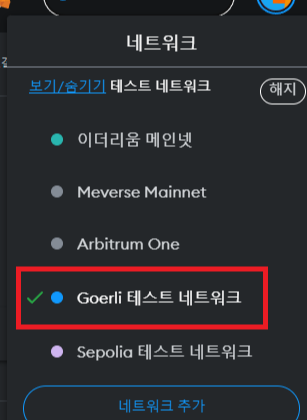 네트워크
보기/숨기기 테스트 네트워크
해지
이더리움 메인넷
Meverse Mainnet
Arbitrum One
Goerli 테스트 네트워크
Sepolia 테스트 네트워크
네트워크 추가